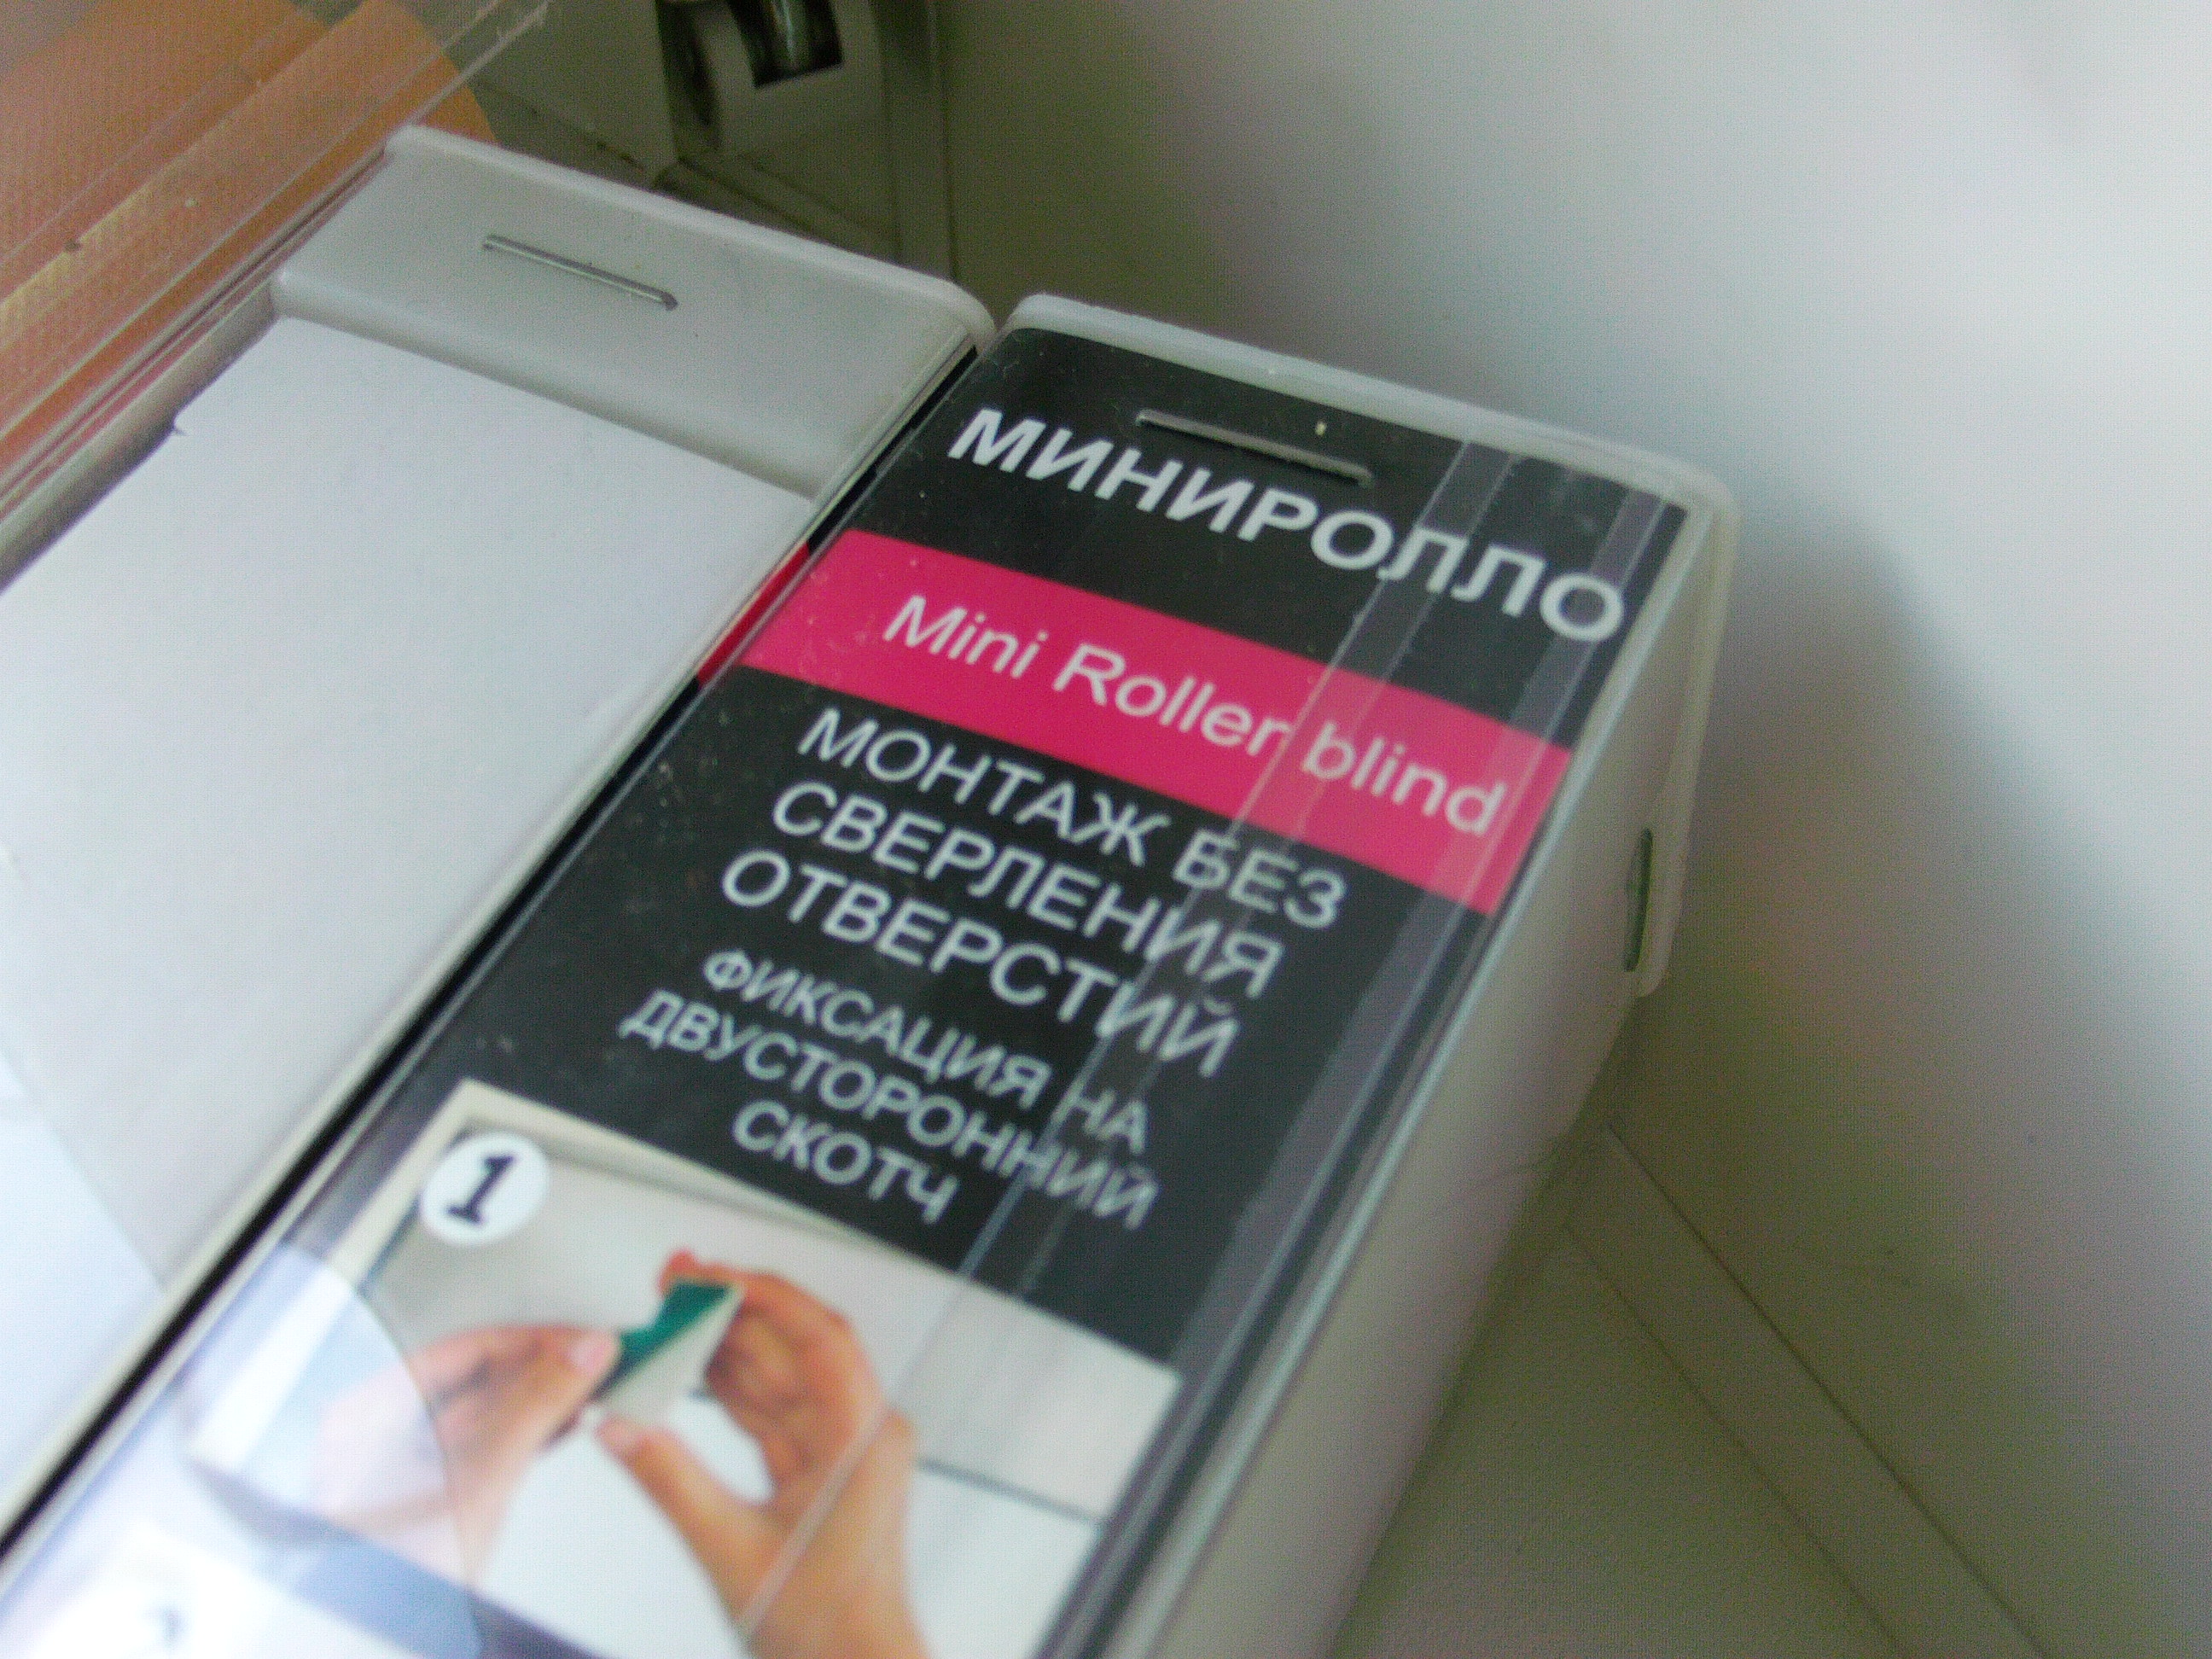 МИНИРОЛЛО
Mini Roller blind
МОНТАЖ БЕЗ
СВЕРЛЕНИЯ
ОТВЕРСТИЙ
ФИКСАЦИЯ НА
ДВУСТОРОННИЙ
СКОТЧ
1